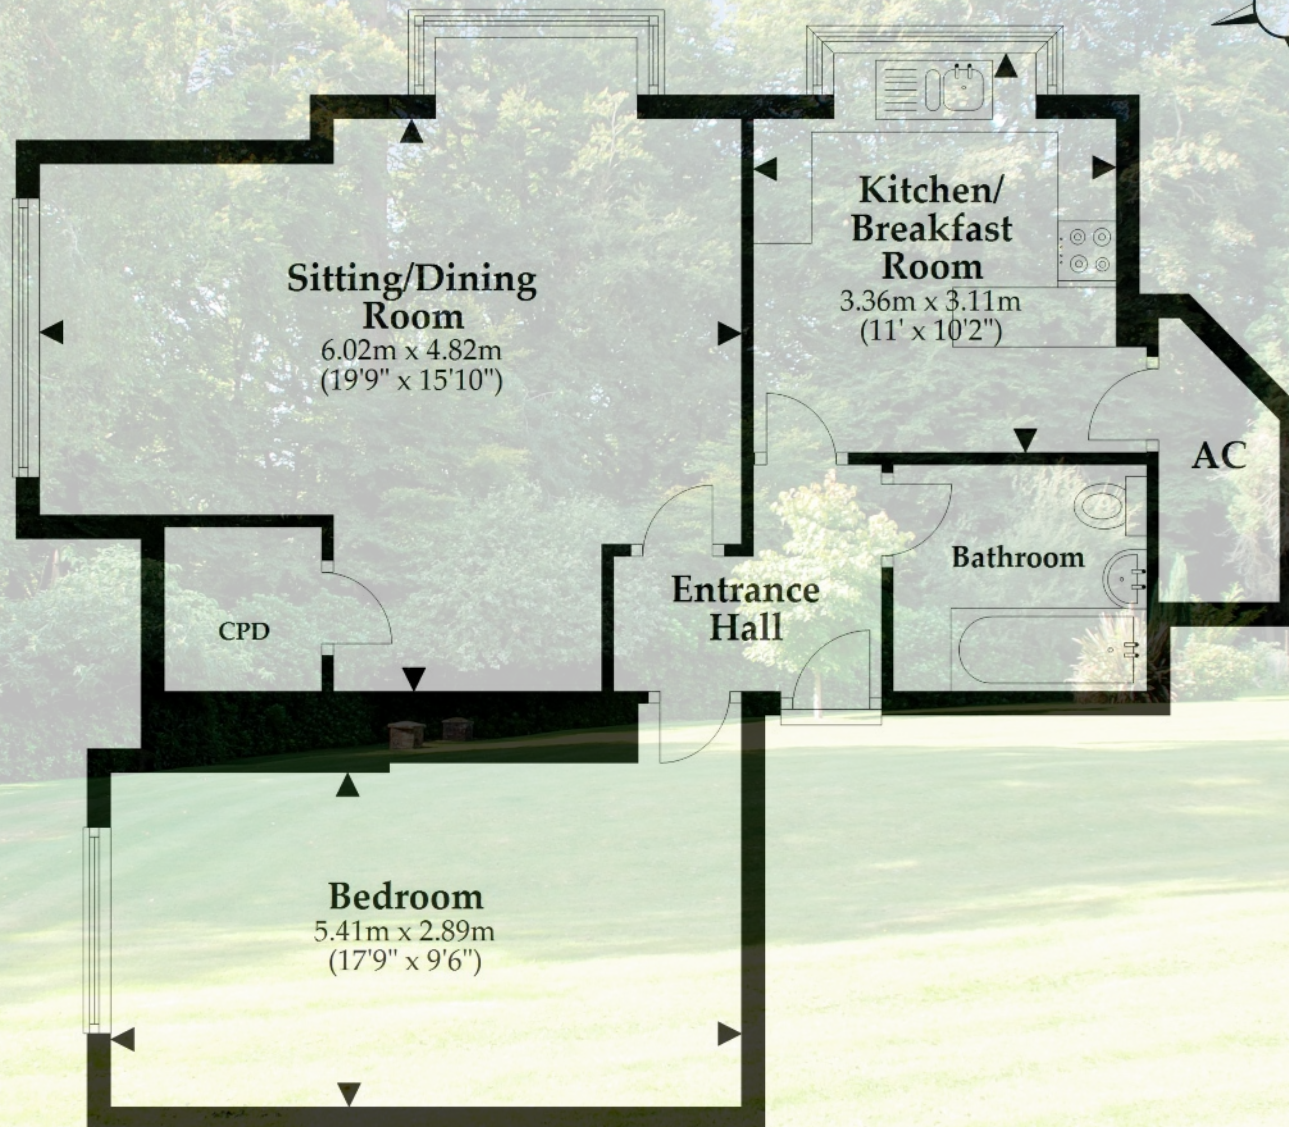 Sitting/Dining
Room
6.02m x 4.82m
(19'9" x 15'10")
Kitchen/
Breakfast
Room
3.36m x 3.11m
(11' x 10'2")
AC
Bathroom
Entrance
Hall
CPD
Bedroom
5.41m x 2.89m
(17'9" x 9'6")